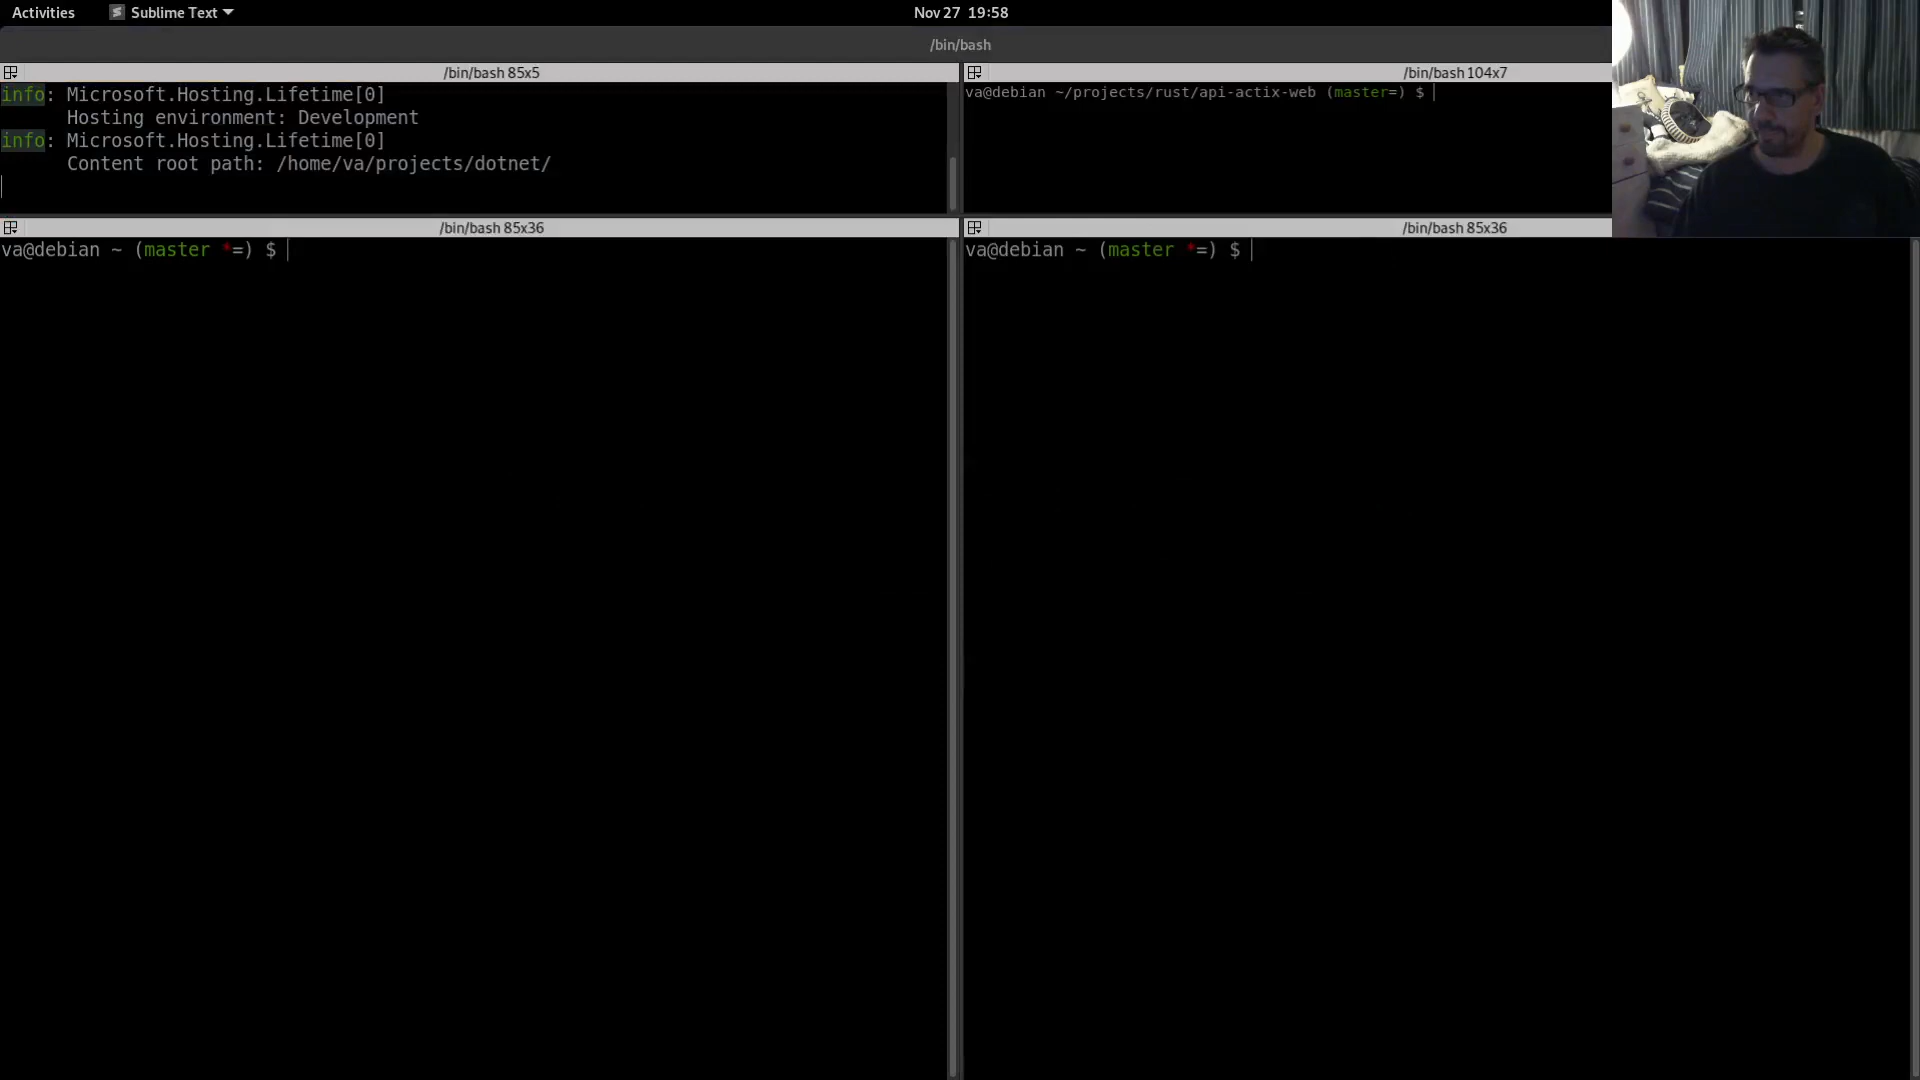 Activities
Sublime Text
Nov 27 19:58
/bin/bash
/bin/bash 85x5
info: Microsoft.Hosting.Lifetime[0]
Hosting environment: Development
info: Microsoft.Hosting.Lifetime[0]
Content root path: /home/va/projects/dotnet/
/bin/bash 104x7
va@debian ~/projects/rust/api-actix-web (master=) $
/bin/bash 85x36
va@debian ~ (master *=) $
/bin/bash 85x36
va@debian ~ (master *=) $